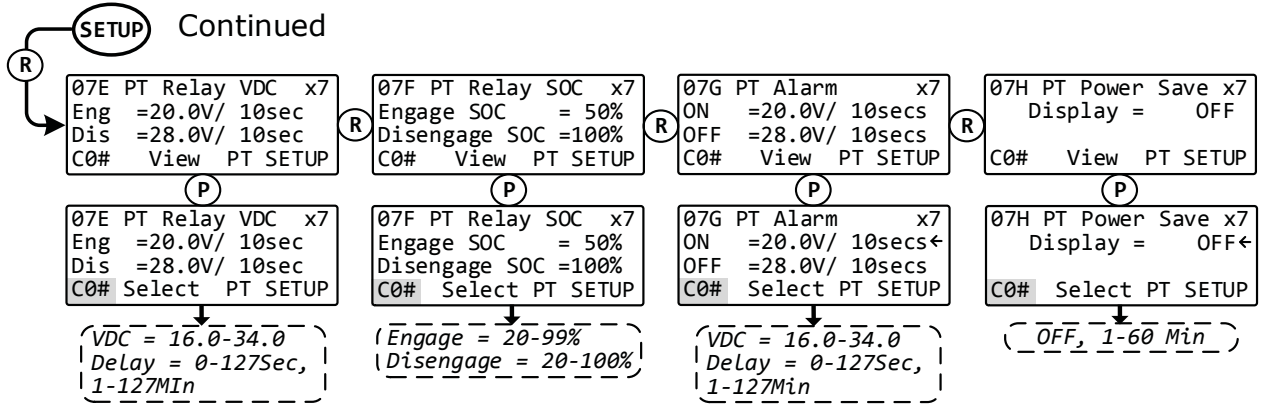 SETUP Continued
R
07E PT Relay VDC x7
Eng =20.0V/ 10sec
Dis =28.0V/ 10sec
C0# View PT SETUP
R
07F PT Relay SOC x7
Engage SOC = 50%
Disengage SOC =100%
C0# View PT SETUP
R
07G PT Alarm x7
ON =20.0V/ 10secs
OFF =28.0V/ 10secs
C0# View PT SETUP
R
07H PT Power Save x7
Display = OFF
C0# View PT SETUP
P
P
P
P
07E PT Relay VDC x7
Eng =20.0V/ 10sec
Dis =28.0V/ 10sec
C0# Select PT SETUP
07F PT Relay SOC x7
Engage SOC = 50%
Disengage SOC =100%
C0# Select PT SETUP
07G PT Alarm x7
ON =20.0V/ 10secs←
OFF =28.0V/ 10secs
C0# Select PT SETUP
07H PT Power Save x7
Display = OFF←
C0# Select PT SETUP
VDC = 16.0-34.0
Delay = 0-127Sec,
1-127MIn
Engage = 20-99%
Disengage = 20-100%
VDC = 16.0-34.0
Delay = 0-127Sec,
1-127Min
OFF, 1-60 Min